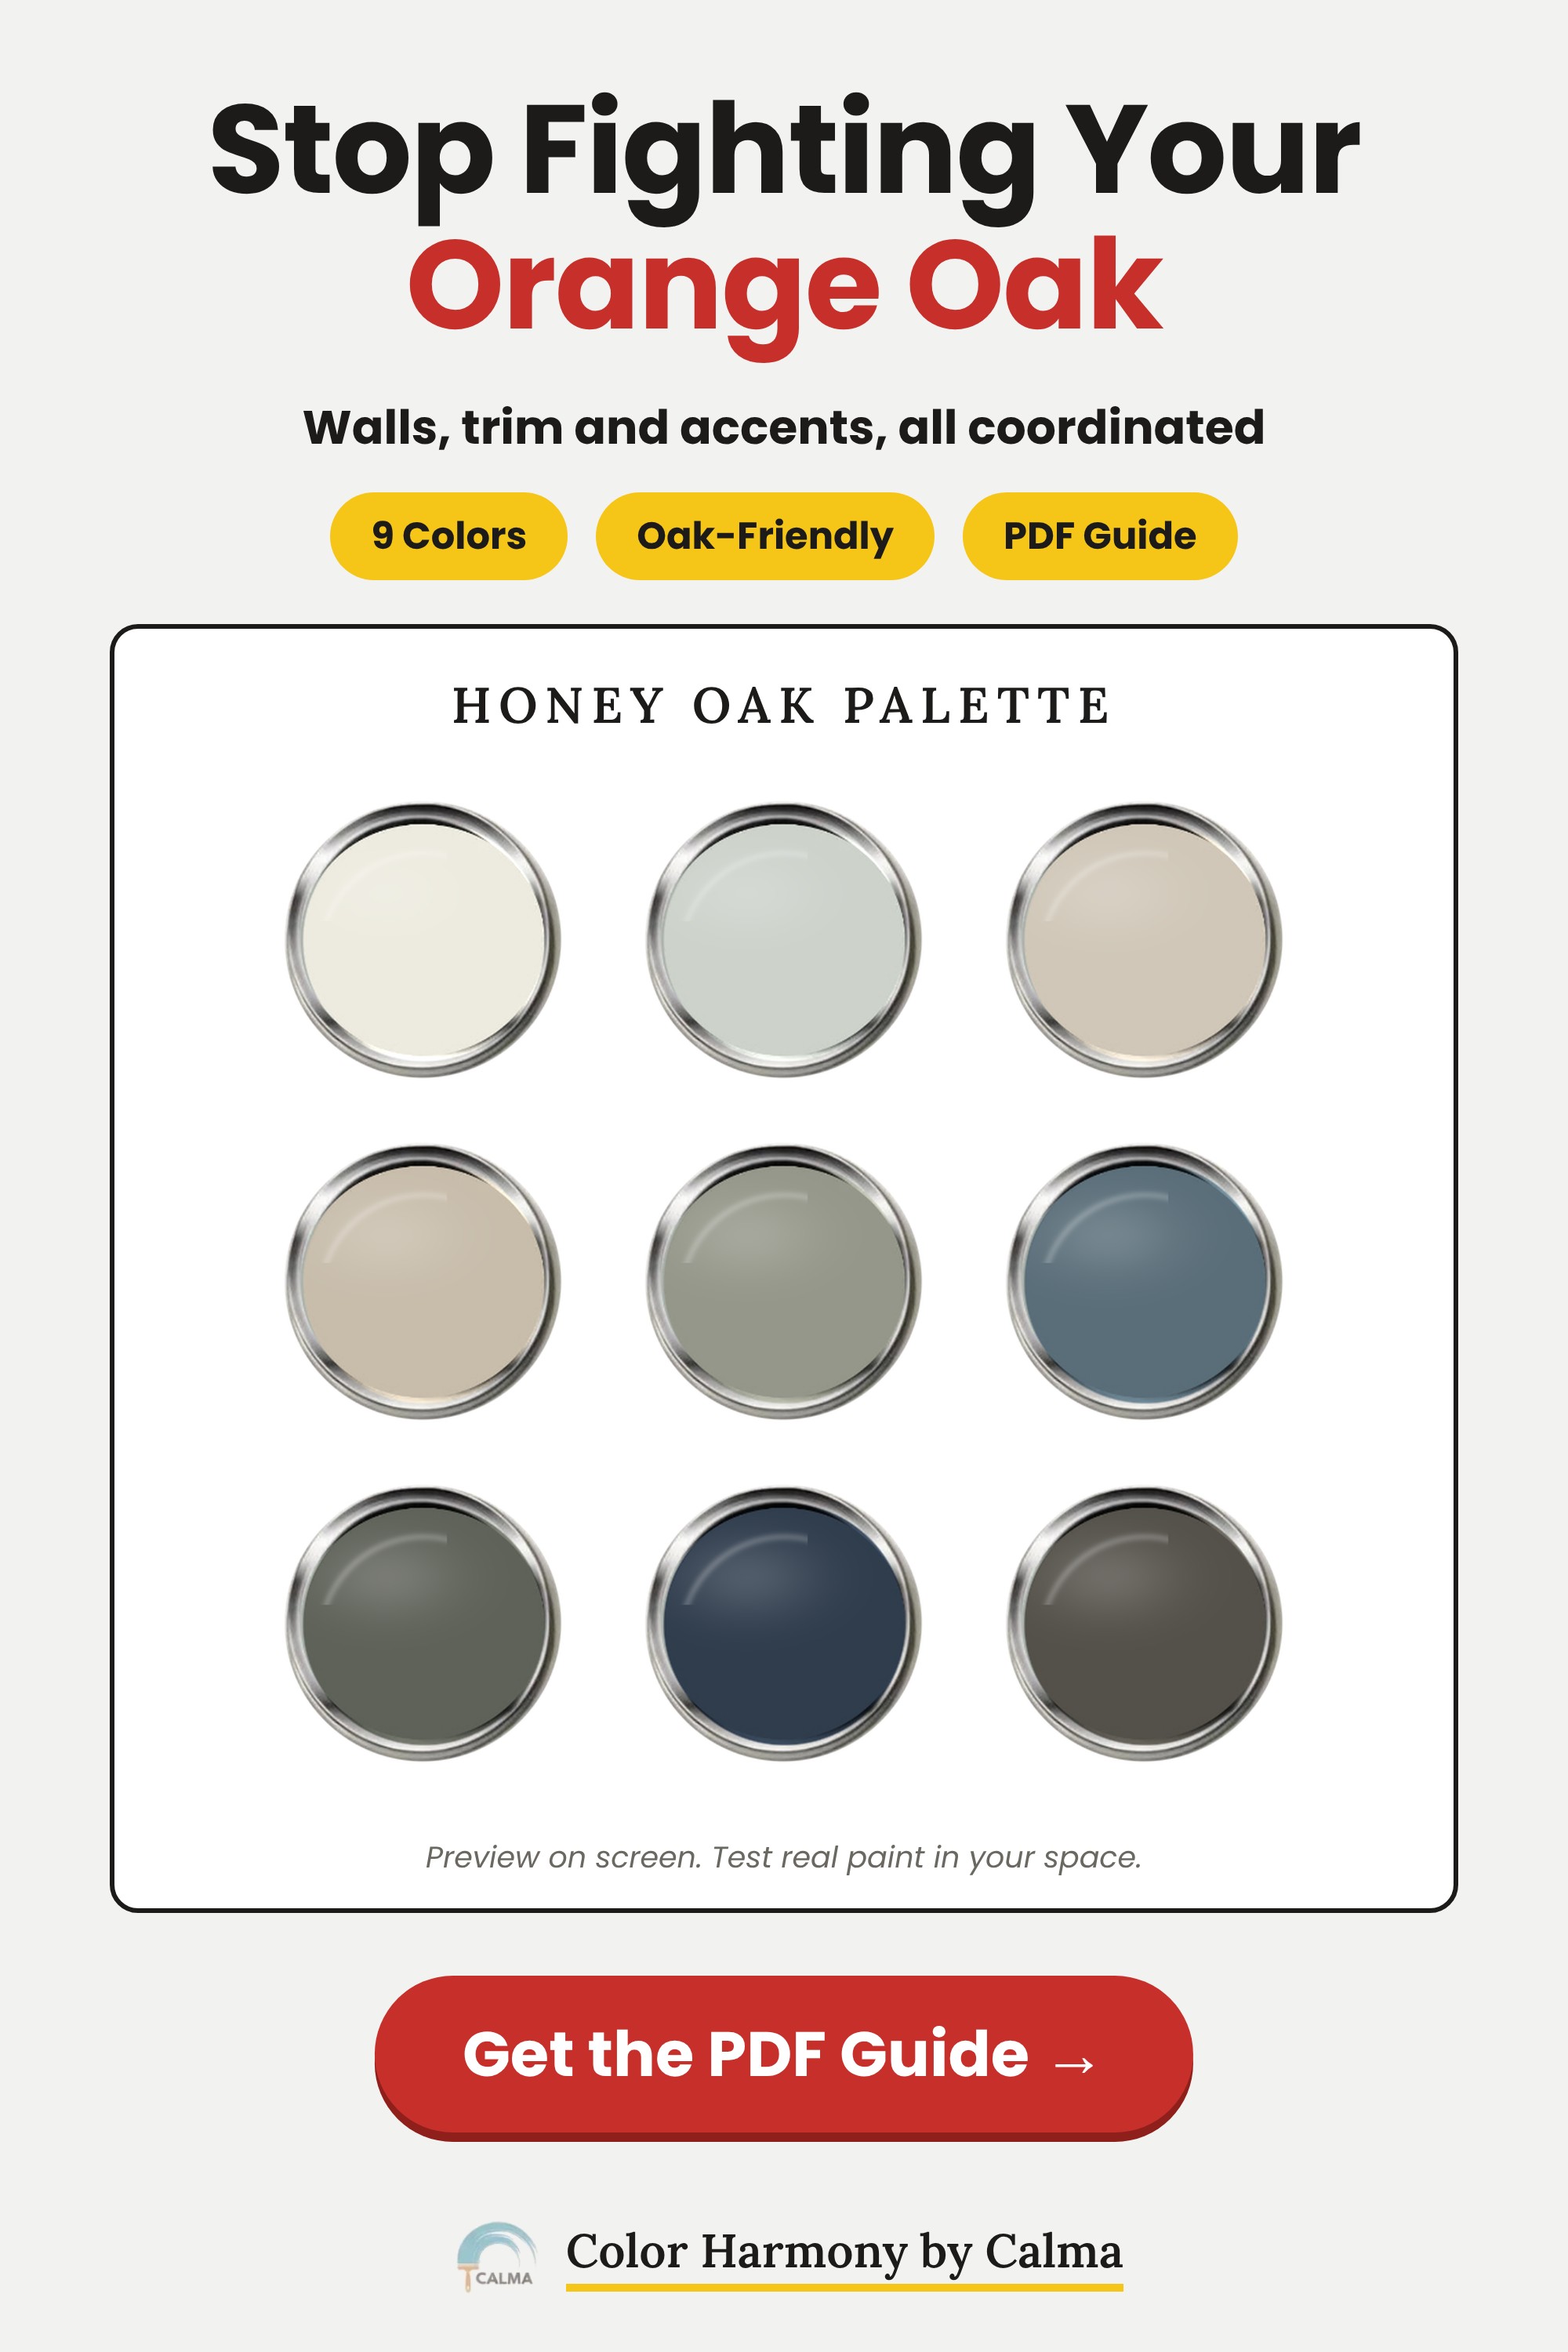 Stop Fighting Your
Orange Oak
Walls, trim and accents, all coordinated
9 Colors
Oak-Friendly
PDF Guide
HONEY OAK PALETTE
Preview on screen. Test real paint in your space.
Get the PDF Guide →
CALMA
Color Harmony by Calma